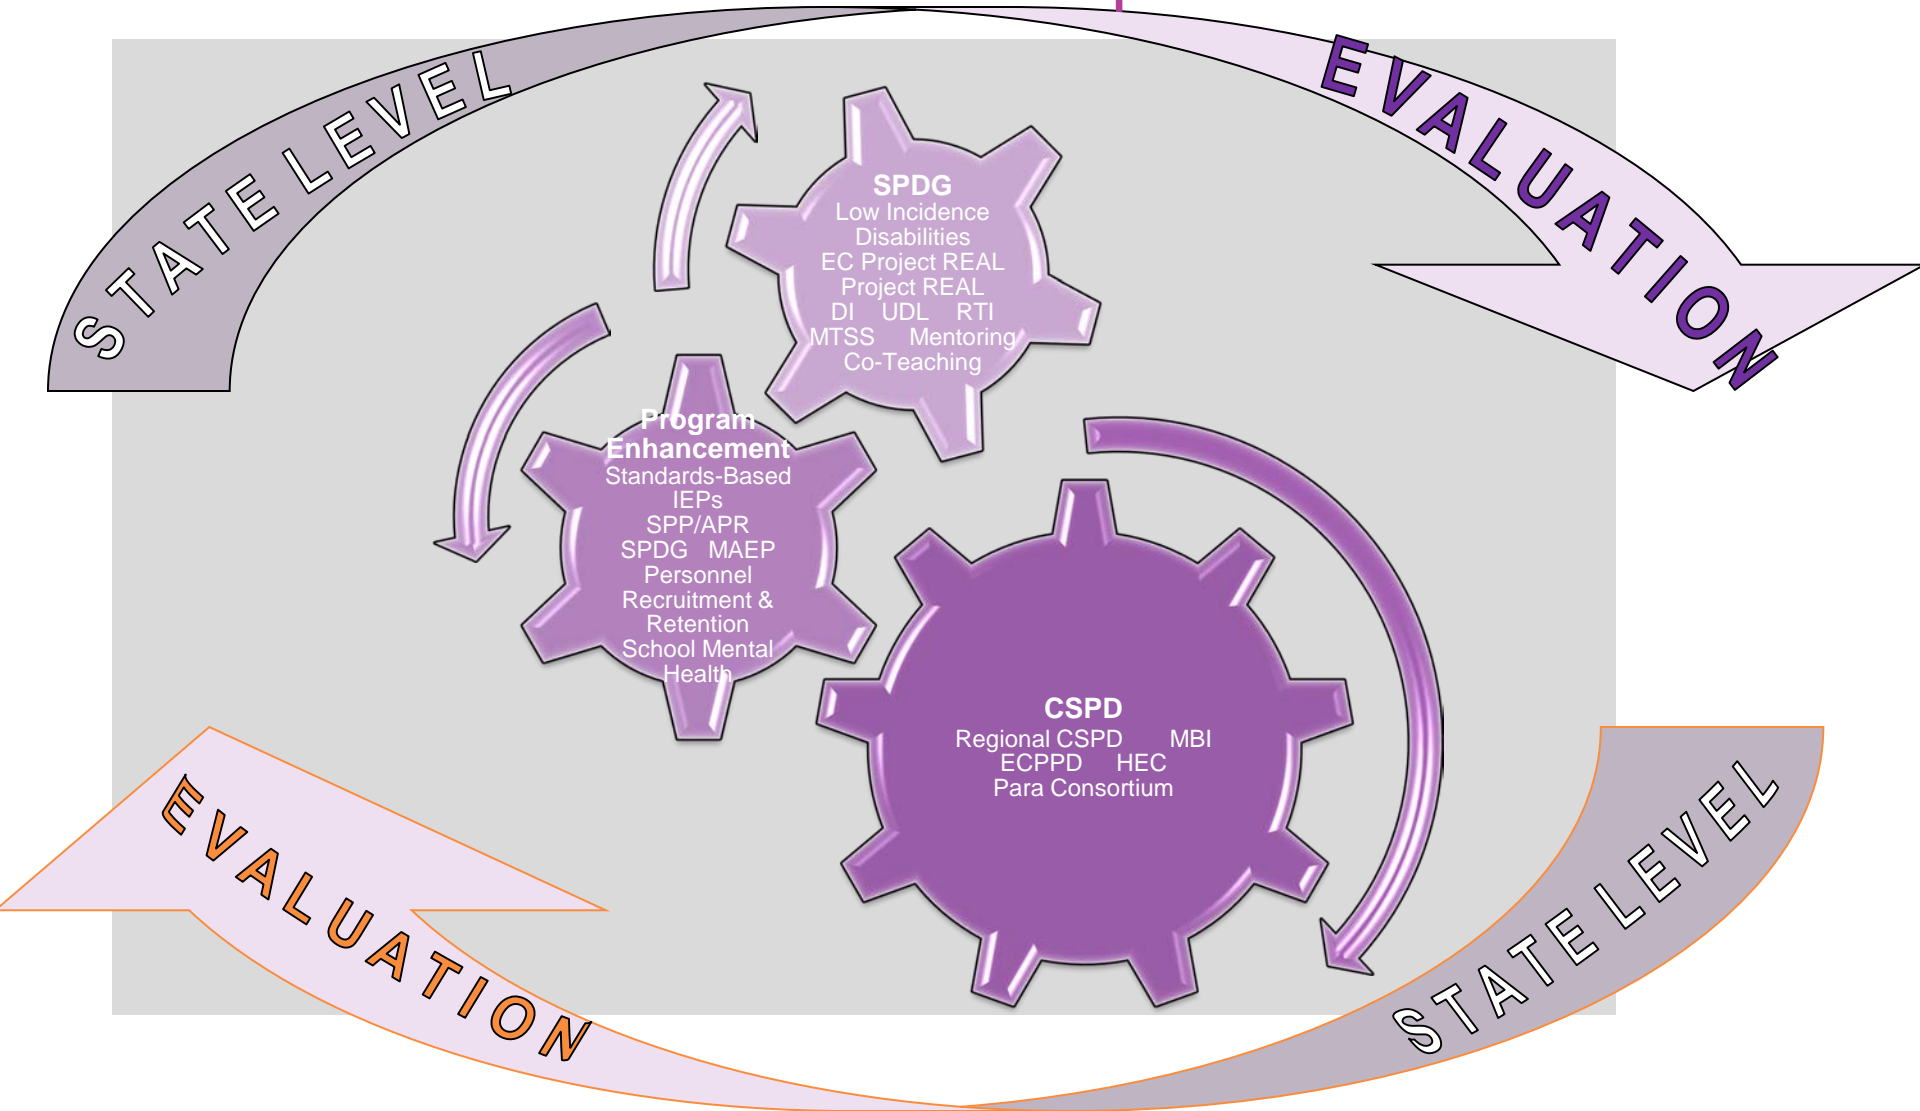 STATE LEVEL
EVALUATION
SPDG
Low Incidence
Disabilities
EC Project REAL
Project REAL
DI UDL RTI
MTSS Mentoring
Co-Teaching
Program
Enhancement
Standards-Based
IEPs
SPP/APR
SPDG MAEP
Personnel
Recruitment &
Retention
School Mental
Health
CSPD
Regional CSPD MBI
ECPPD HEC
Para Consortium
EVALUATION
STATE LEVEL